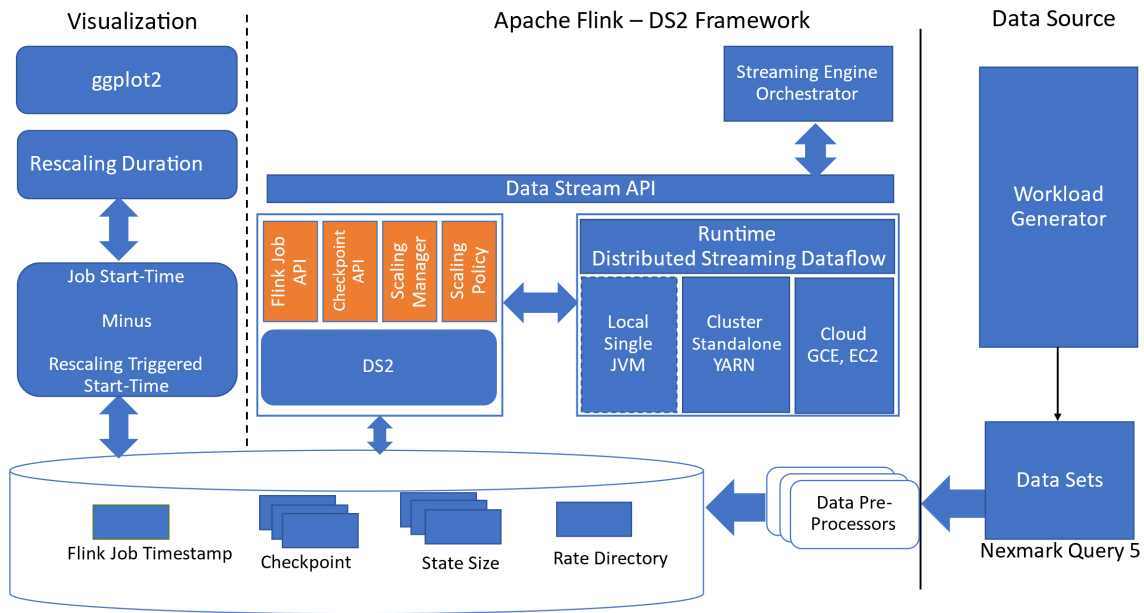 Visualization
Apache Flink – DS2 Framework
Data Source
ggplot2
Rescaling Duration
Job Start-Time
Minus
Rescaling Triggered
Start-Time
Streaming Engine
Orchestrator
Data Stream API
Flink Job
API
Checkpoint
API
Scaling
Manager
Scaling
Policy
DS2
Runtime
Distributed Streaming Dataflow
Local
Single
JVM
Cluster
Standalone
YARN
Cloud
GCE, EC2
Workload
Generator
Data Sets
Nexmark Query 5
Data Pre-
Processors
Flink Job Timestamp
Checkpoint
State Size
Rate Directory